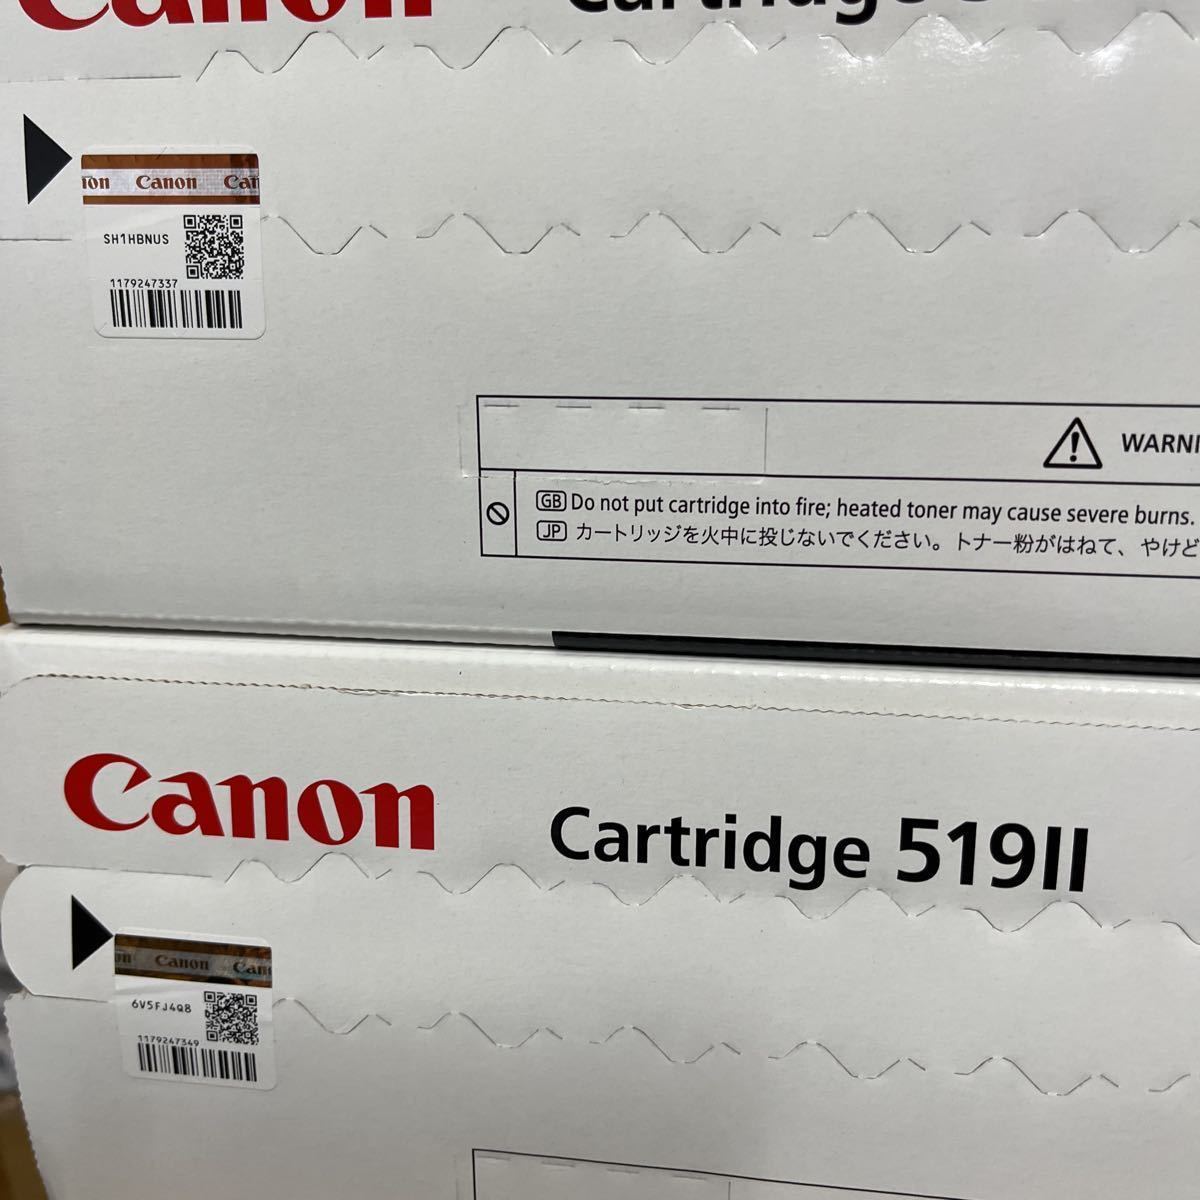 Canon
Cartridge
Canon
SH1HBNUS
1179247337
GB Do not put cartridge into fire; heated toner may cause severe burns.
JP カートリッジを火中に投じないでください。トナー粉がはねて、やけど
Canon
Cartridge 519II
Canon
6V5FJ4Q8
1179247349